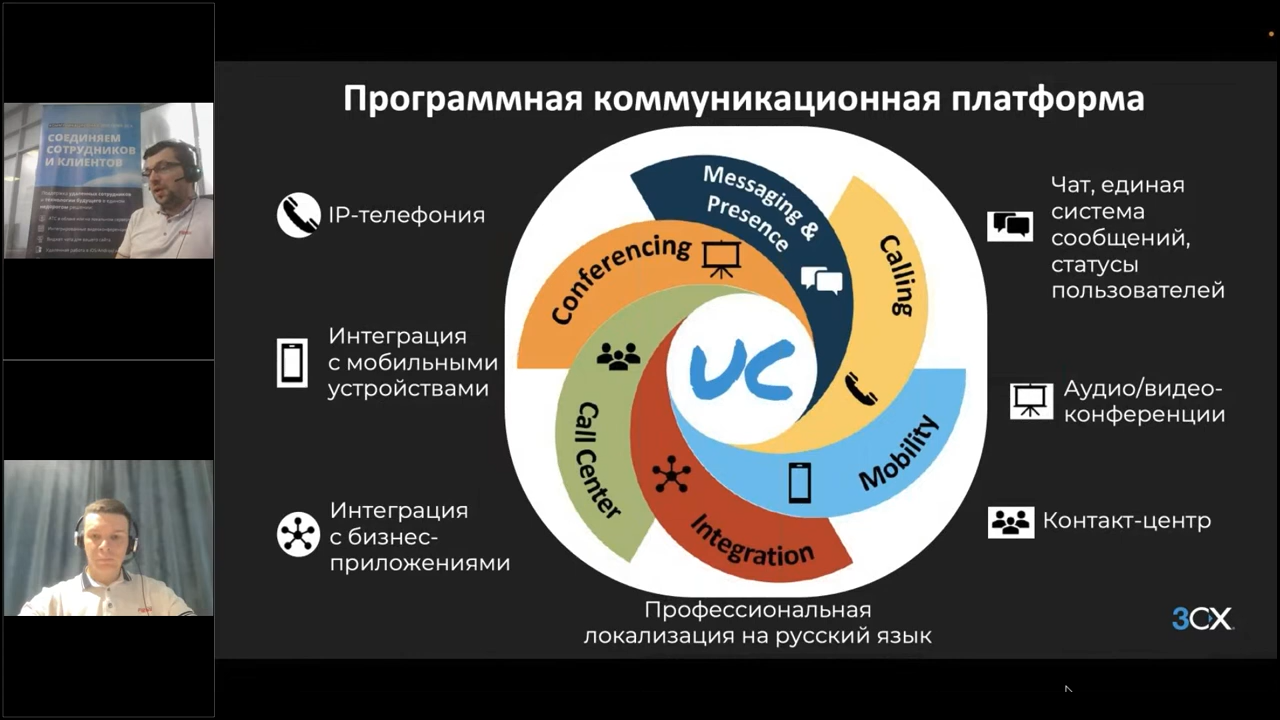 Программная коммуникационная платформа
СОЕДИНЯЕМ
СОТРУДНИКОВ
И КЛИЕНТОВ
IP-телефония
Интеграция
с мобильными
устройствами
Интеграция
с бизнес-
приложениями
Messaging &
Presence
Calling
Conferencing
UC
Call Center
Mobility
Integration
Чат, единая
система
сообщений,
статусы
пользователей
Аудио/видео-
конференции
Контакт-центр
Профессиональная
локализация на русский язык
3CX